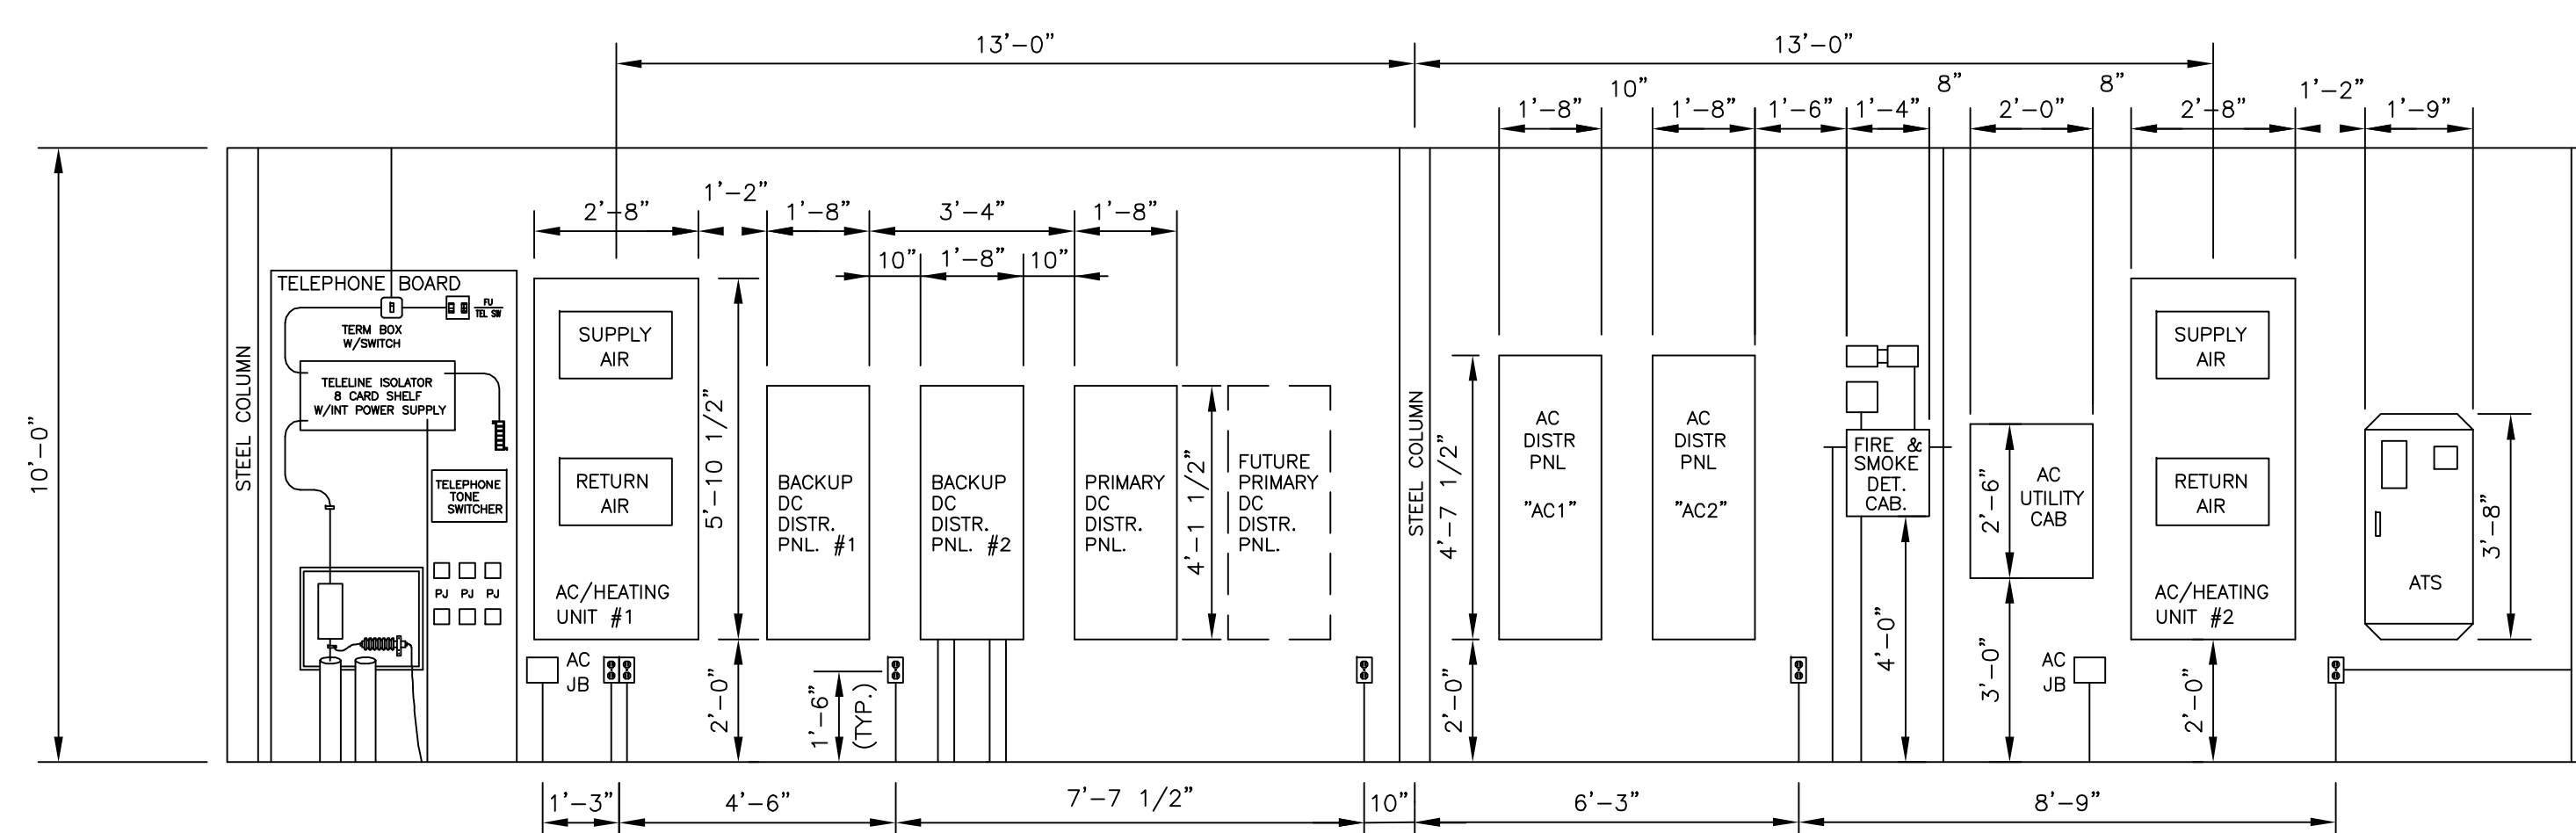 13'-0"
13'-0"
10"
8"
8"
1'-2"
1'-8"
1'-8"
1'-6"
1'-4"
2'-0"
2'-8"
1'-9"
1'-2"
2'-8"
1'-8"
3'-4"
1'-8"
10"
1'-8"
10"
10'-0"
STEEL COLUMN
TELEPHONE BOARD
FU
TEL SW
TERM BOX
W/SWITCH
TELELINE ISOLATOR
8 CARD SHELF
W/INT POWER SUPPLY
TELEPHONE
TONE
SWITCHER
PJ PJ PJ
SUPPLY
AIR
RETURN
AIR
AC/HEATING
UNIT #1
5'-10 1/2"
2'-0"
AC
JB
BACKUP
DC
DISTR.
PNL. #1
BACKUP
DC
DISTR.
PNL. #2
PRIMARY
DC
DISTR.
PNL.
4'-1 1/2"
FUTURE
PRIMARY
DC
DISTR.
PNL.
1'-6"
(TYP.)
STEEL COLUMN
4'-7 1/2"
2'-0"
AC
DISTR
PNL
"AC1"
AC
DISTR
PNL
"AC2"
FIRE &
SMOKE
DET.
CAB.
4'-0"
2'-6"
AC
UTILITY
CAB
3'-0"
AC
JB
SUPPLY
AIR
RETURN
AIR
AC/HEATING
UNIT #2
2'-0"
ATS
3'-8"
1'-3"
4'-6"
7'-7 1/2"
10"
6'-3"
8'-9"